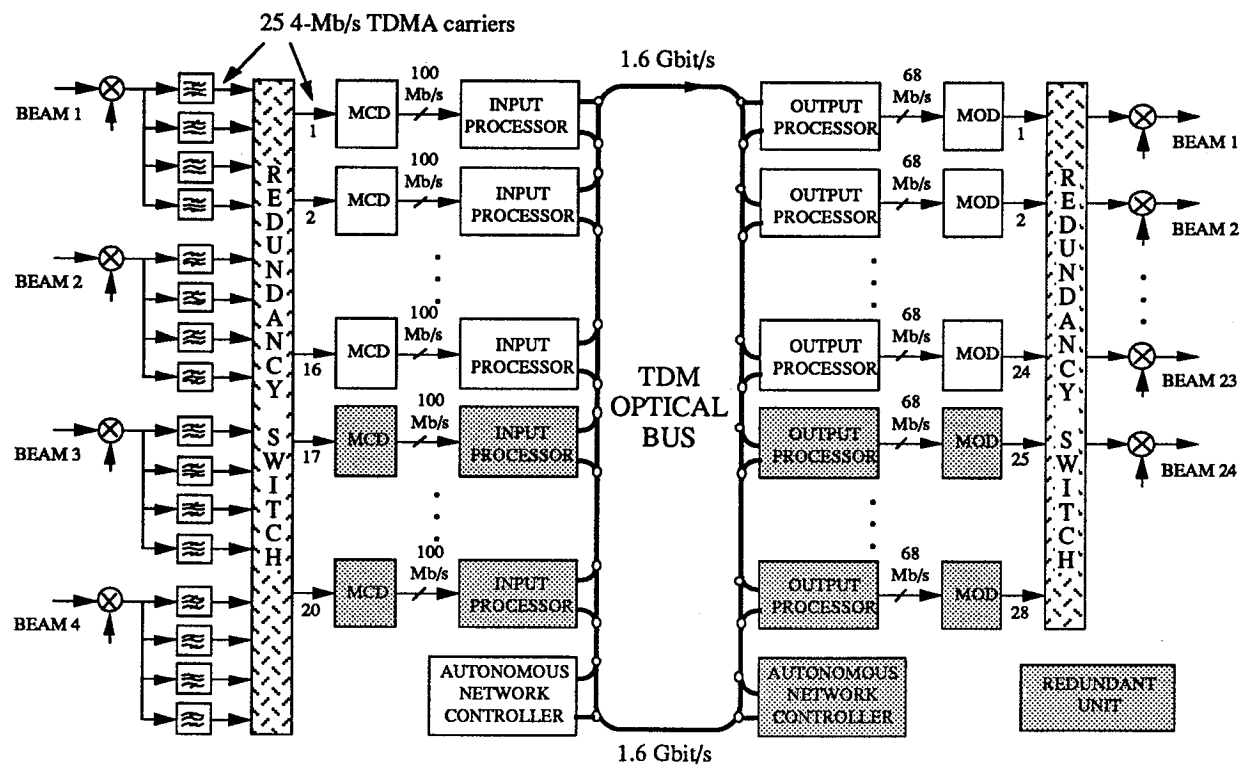 25 4-Mb/s TDMA carriers
1.6 Gbit/s
BEAM 1
BEAM 2
BEAM 3
BEAM 4
REDUNDANCY SWITCH
1
MCD
100
Mb/s
INPUT
PROCESSOR
2
MCD
100
Mb/s
INPUT
PROCESSOR
16
MCD
100
Mb/s
INPUT
PROCESSOR
17
MCD
100
Mb/s
INPUT
PROCESSOR
20
MCD
100
Mb/s
INPUT
PROCESSOR
AUTONOMOUS
NETWORK
CONTROLLER
TDM
OPTICAL
BUS
1.6 Gbit/s
OUTPUT
PROCESSOR
68
Mb/s
MOD
1
OUTPUT
PROCESSOR
68
Mb/s
MOD
2
OUTPUT
PROCESSOR
68
Mb/s
MOD
24
OUTPUT
PROCESSOR
68
Mb/s
MOD
25
OUTPUT
PROCESSOR
68
Mb/s
MOD
28
AUTONOMOUS
NETWORK
CONTROLLER
REDUNDANCY SWITCH
BEAM 1
BEAM 2
BEAM 23
BEAM 24
REDUNDANT
UNIT